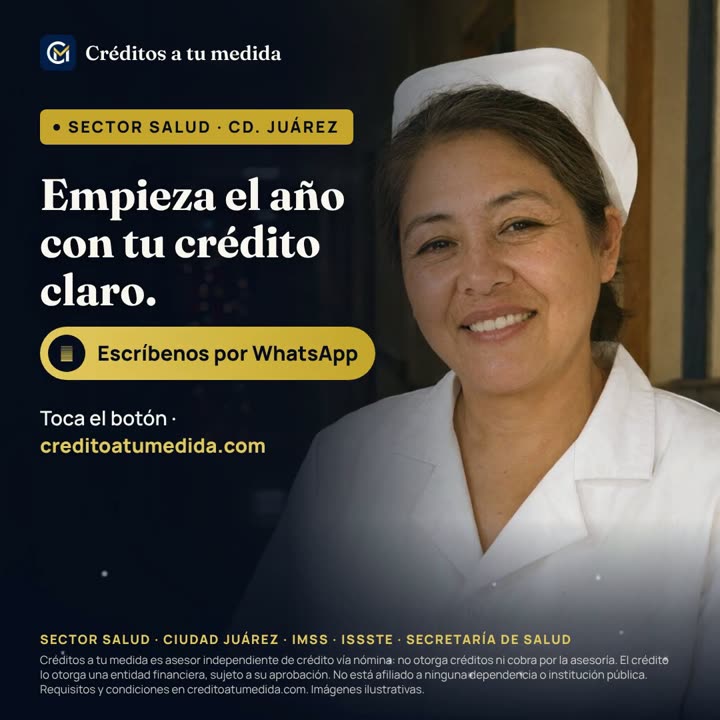 CM Créditos a tu medida
• SECTOR SALUD · CD. JUÁREZ
Empieza el año
con tu crédito
claro.
Escríbenos por WhatsApp
Toca el botón ·
creditoatumedida.com
SECTOR SALUD · CIUDAD JUÁREZ · IMSS · ISSSTE · SECRETARÍA DE SALUD
Créditos a tu medida es asesor independiente de crédito vía nómina: no otorga créditos ni cobra por la asesoría. El crédito
lo otorga una entidad financiera, sujeto a su aprobación. No está afiliado a ninguna dependencia o institución pública.
Requisitos y condiciones en creditoatumedida.com. Imágenes ilustrativas.